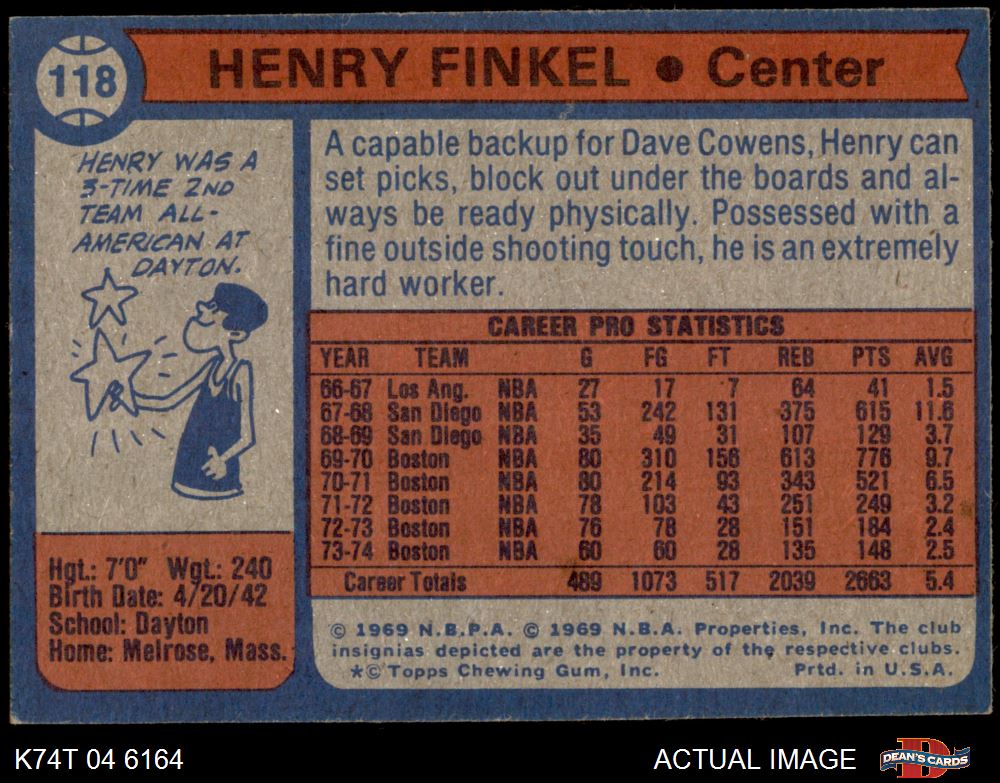 118
HENRY FINKEL • Center
HENRY WAS A
3-TIME 2ND
TEAM ALL-
AMERICAN AT
DAYTON.
A capable backup for Dave Cowens, Henry can
set picks, block out under the boards and al-
ways be ready physically. Possessed with a
fine outside shooting touch, he is an extremely
hard worker.
CAREER PRO STATISTICS
YEAR TEAM G FG FT REB PTS AVG
66-67 Los Ang. NBA 27 17 7 64 41 1.5
67-68 San Diego NBA 53 242 131 375 615 11.6
68-69 San Diego NBA 35 49 31 107 129 3.7
69-70 Boston NBA 80 310 156 613 776 9.7
70-71 Boston NBA 80 214 93 343 521 6.5
71-72 Boston NBA 78 103 43 251 249 3.2
72-73 Boston NBA 76 78 28 151 184 2.4
73-74 Boston NBA 60 60 28 135 148 2.5
Career Totals 489 1073 517 2039 2663 5.4
Hgt.: 7'0" Wgt.: 240
Birth Date: 4/20/42
School: Dayton
Home: Melrose, Mass.
© 1969 N.B.P.A. © 1969 N.B.A. Properties, Inc. The club
insignias depicted are the property of the respective clubs.
*© Topps Chewing Gum, Inc. Prtd. in U.S.A.
K74T 04 6164
ACTUAL IMAGE
DEAN'S CARDS